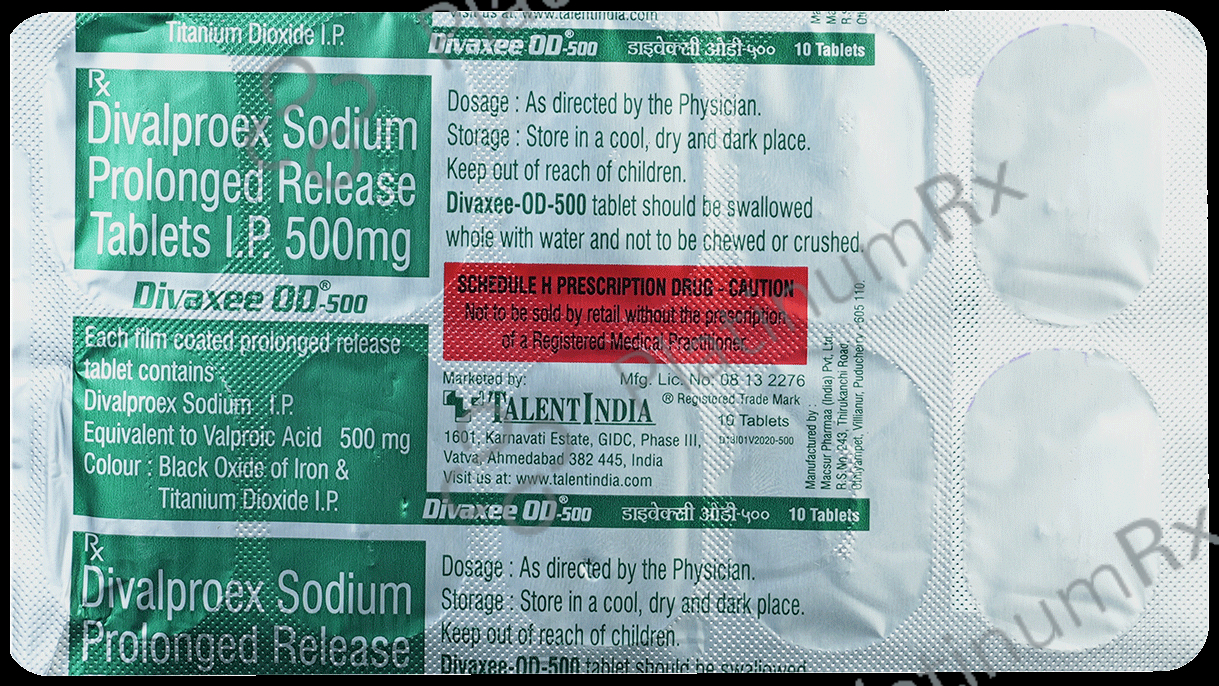 Titanium Dioxide I.P.
Visit us at: www.talentindia.com
Divaxee OD®-500 डाइवेक्सी ओडी-५०० 10 Tablets
Rx
Divalproex Sodium
Prolonged Release
Tablets I.P. 500mg
Divaxee OD®-500
Each film coated prolonged release
tablet contains :
Divalproex Sodium I.P.
Equivalent to Valproic Acid 500 mg
Colour : Black Oxide of Iron &
Titanium Dioxide I.P.
Dosage : As directed by the Physician.
Storage : Store in a cool, dry and dark place.
Keep out of reach of children.
Divaxee-OD-500 tablet should be swallowed
whole with water and not to be chewed or crushed.
SCHEDULE H PRESCRIPTION DRUG - CAUTION
Not to be sold by retail without the prescription
of a Registered Medical Practitioner.
Marketed by:
Mfg. Lic. No: 08 13 2276
TALENTINDIA
® Registered Trade Mark
10 Tablets
1601, Karnavati Estate, GIDC, Phase III,
Vatva, Ahmedabad 382 445, India
Visit us at: www.talentindia.com
Manufactured by :
Macsur Pharmaa (India) Pvt. Ltd.
R.S.No. 243, Thirukanchi Road,
Villianur, Puducherry - 605 110.
Divaxee OD®-500 डाइवेक्सी ओडी-५०० 10 Tablets
Rx
Divalproex Sodium
Prolonged Release
Dosage : As directed by the Physician.
Storage : Store in a cool, dry and dark place.
Keep out of reach of children.
Divaxee-OD-500 tablet should be swallowed
PlatinumRx
PlatinumRx
PlatinumRx